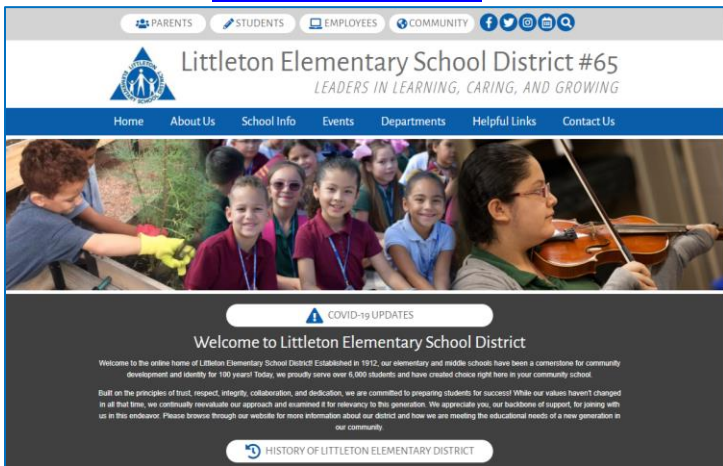 PARENTS STUDENTS EMPLOYEES COMMUNITY
Littleton Elementary School District #65
LEADERS IN LEARNING, CARING, AND GROWING
Home About Us School Info Events Departments Helpful Links Contact Us
COVID-19 UPDATES
Welcome to Littleton Elementary School District
Welcome to the online home of Littleton Elementary School District! Established in 1912, our elementary and middle schools have been a cornerstone for community
development and identity for 100 years! Today, we proudly serve over 6,000 students and have created choice right here in your community school.
Built on the principles of trust, respect, integrity, collaboration, and dedication, we are committed to preparing students for success! While our values haven't changed
in all that time, we continually reevaluate our approach and examined it for relevancy to this generation. We appreciate you, our backbone of support, for joining with
us in this endeavor. Please browse through our website for more information about our district and how we are meeting the educational needs of a new generation in
our community.
HISTORY OF LITTLETON ELEMENTARY DISTRICT